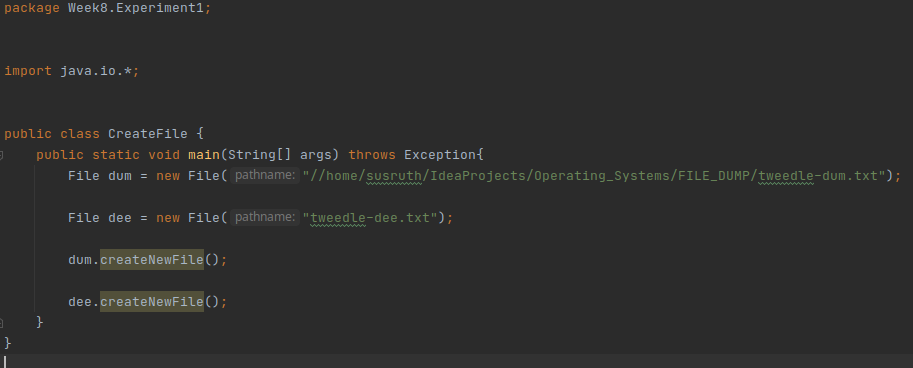 package Week8.Experiment1;
import java.io.*;
public class CreateFile {
public static void main(String[] args) throws Exception{
File dum = new File( pathname: "//home/susruth/IdeaProjects/Operating_Systems/FILE_DUMP/tweedle-dum.txt");
File dee = new File( pathname: "tweedle-dee.txt");
dum.createNewFile();
dee.createNewFile();
}
}